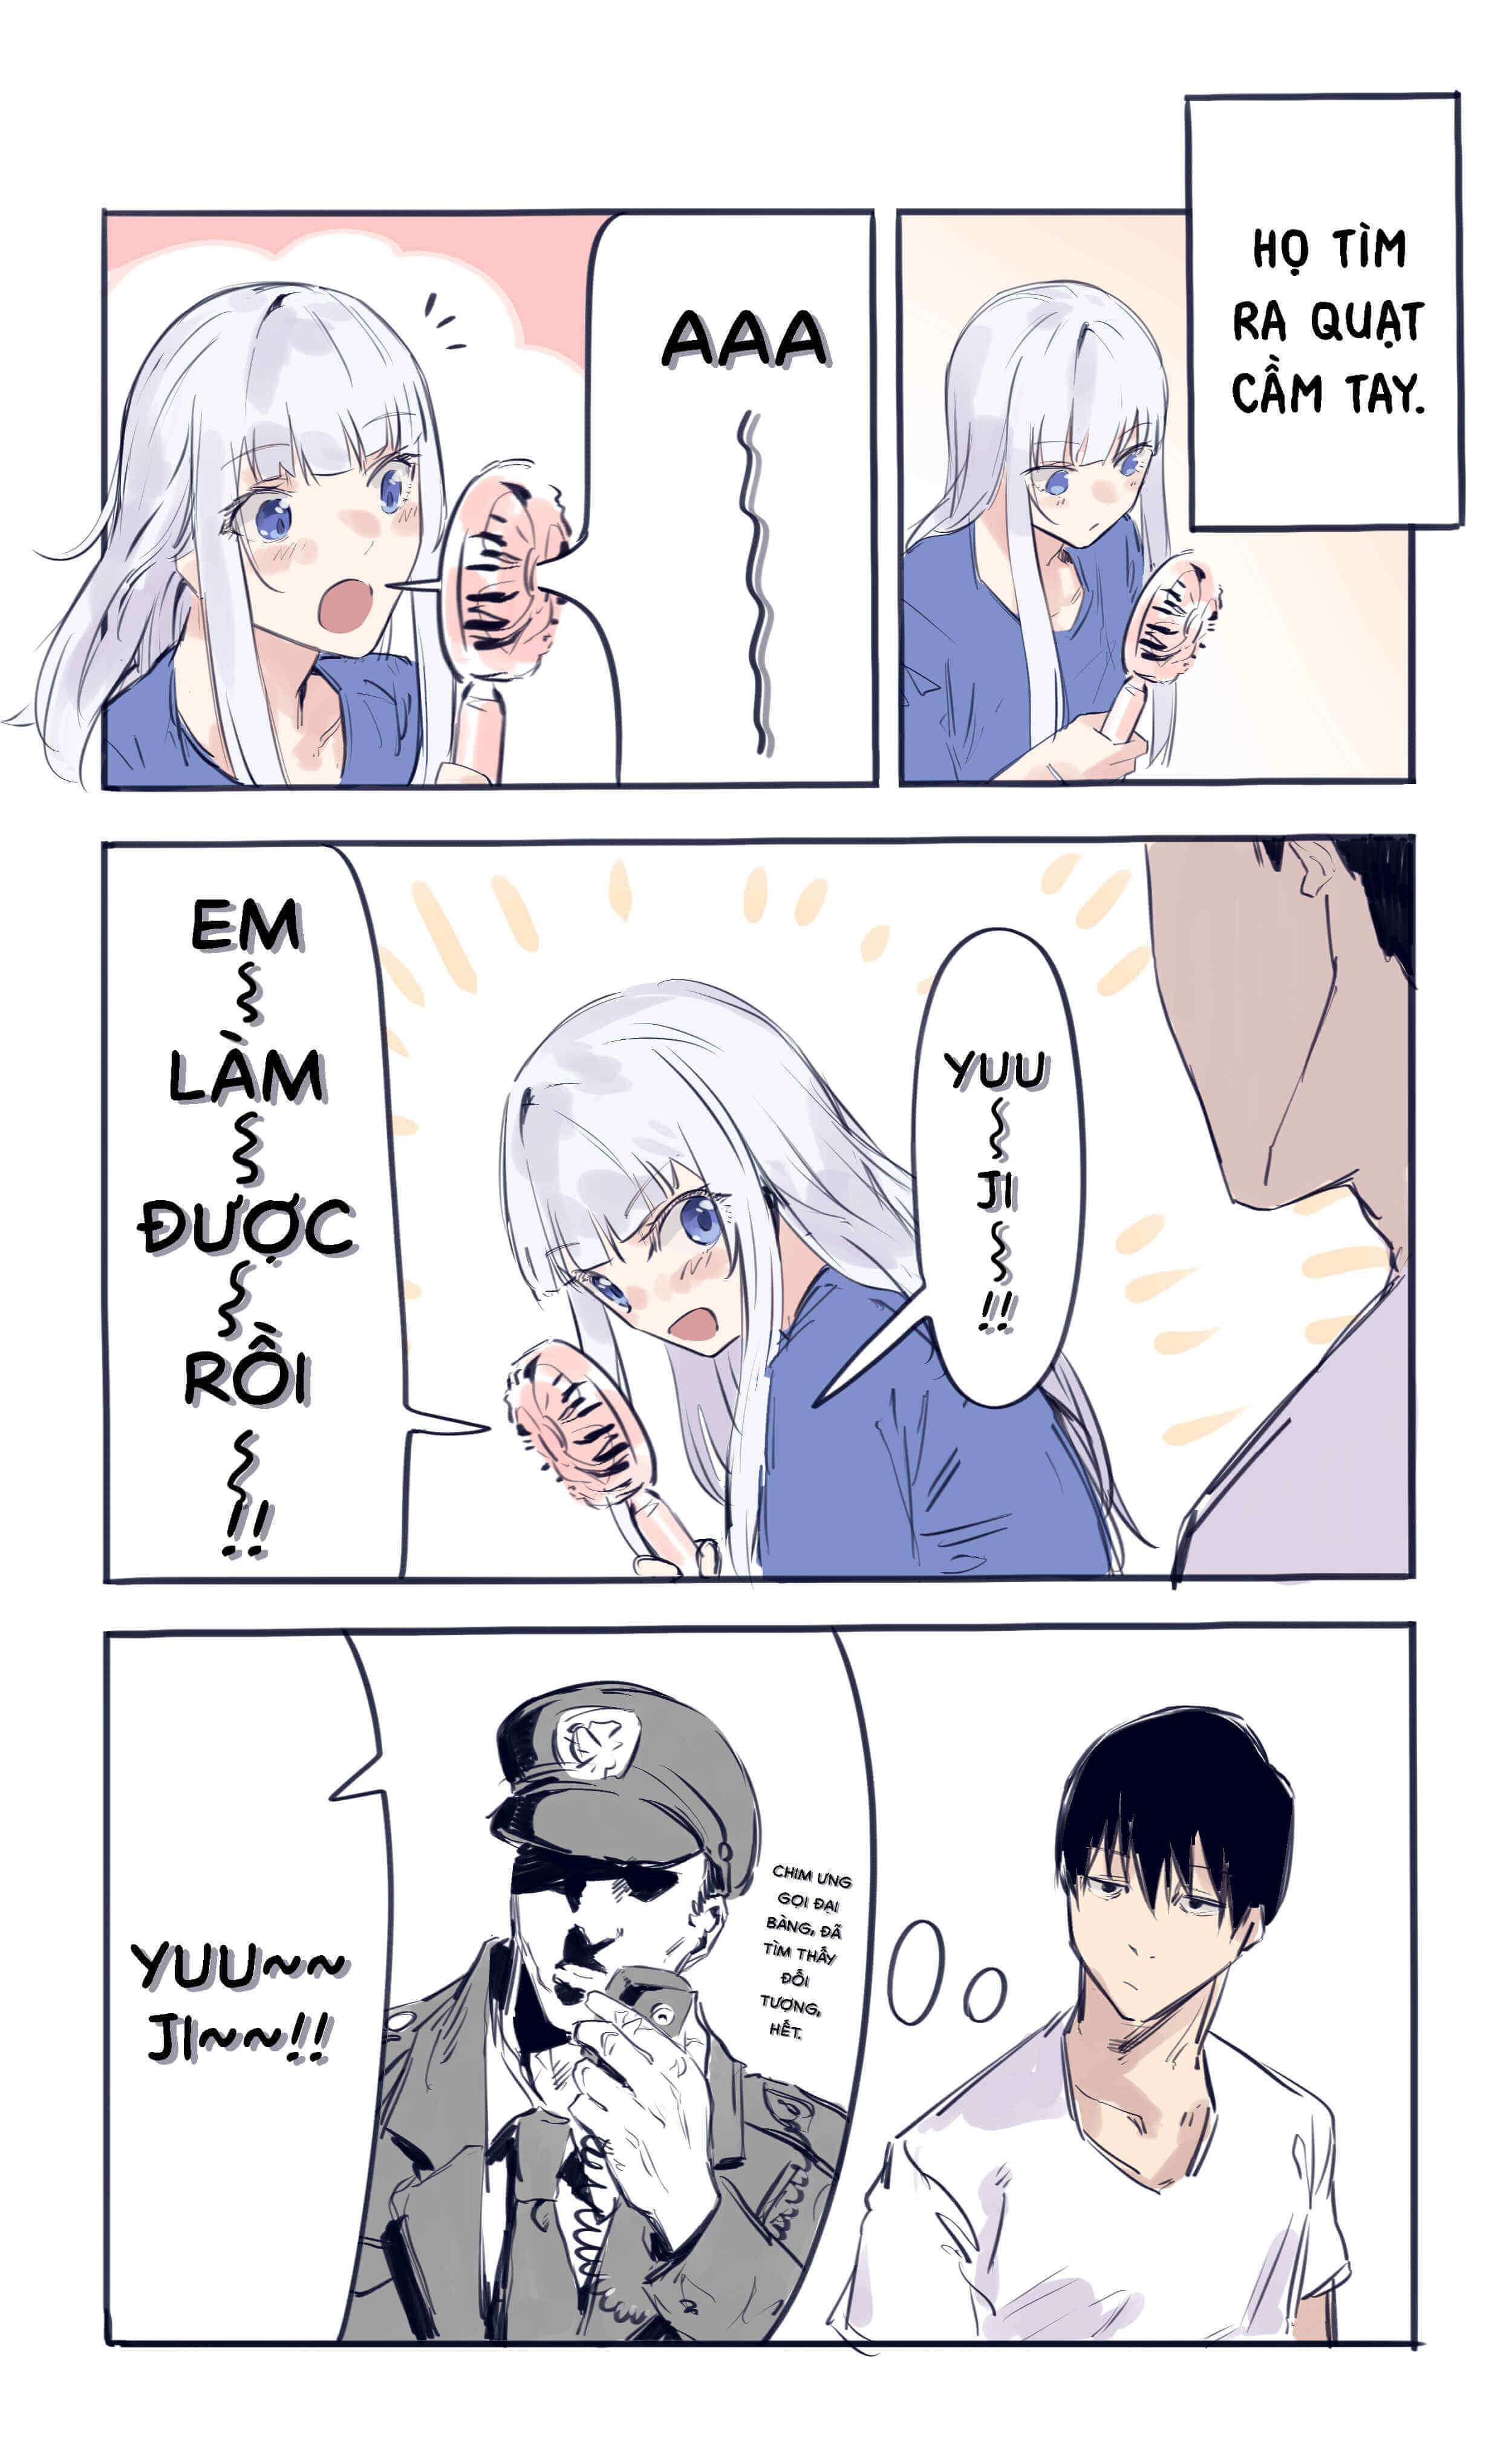 HỌ TÌM
RA QUẠT
CẦM TAY.
AAA
YUU
~
JI
~
!!
EM
~
LÀM
~
ĐƯỢC
~
RỒI
~
!!
CHIM ƯNG
GỌI ĐẠI
BÀNG, ĐÃ
TÌM THẤY
ĐỐI
TƯỢNG,
HẾT.
YUU~~
JI~~!!